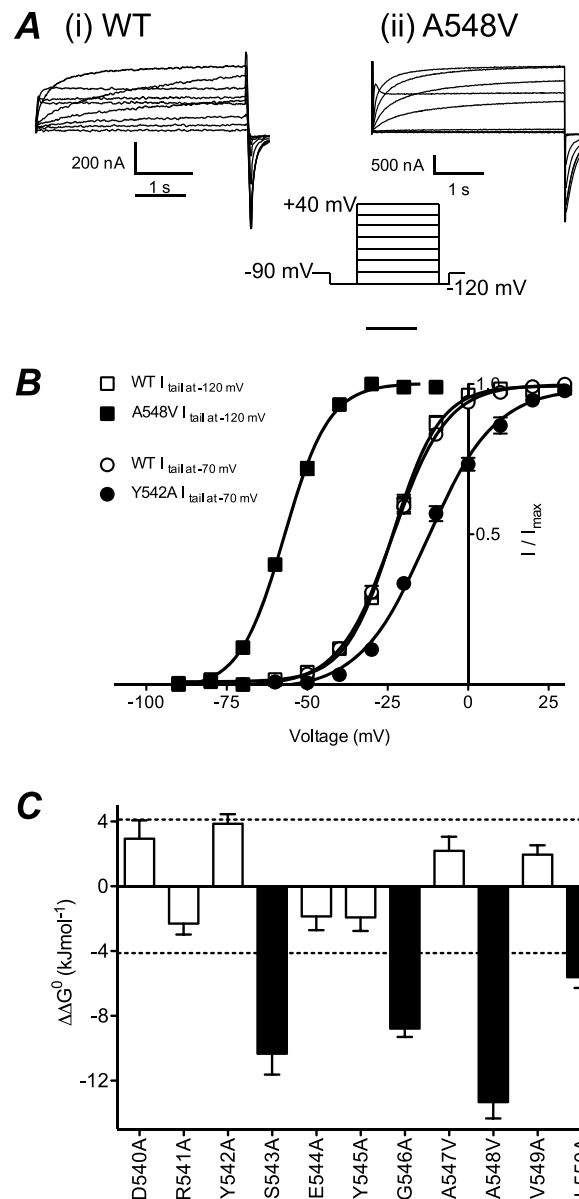 A (i) WT (ii) A548V
200 nA
1 s
500 nA
1 s
+40 mV
-90 mV
-120 mV
B
WT I tail at -120 mV
A548V I tail at -120 mV
WT I tail at -70 mV
Y542A I tail at -70 mV
1.0
0.5
I / Imax
-100 -75 -50 -25 0 25
Voltage (mV)
C
4
0
-4
-8
-12
ΔΔG⁰ (kJmol⁻¹)
D540A
R541A
Y542A
S543A
E544A
Y545A
G546A
A547V
A548V
V549A